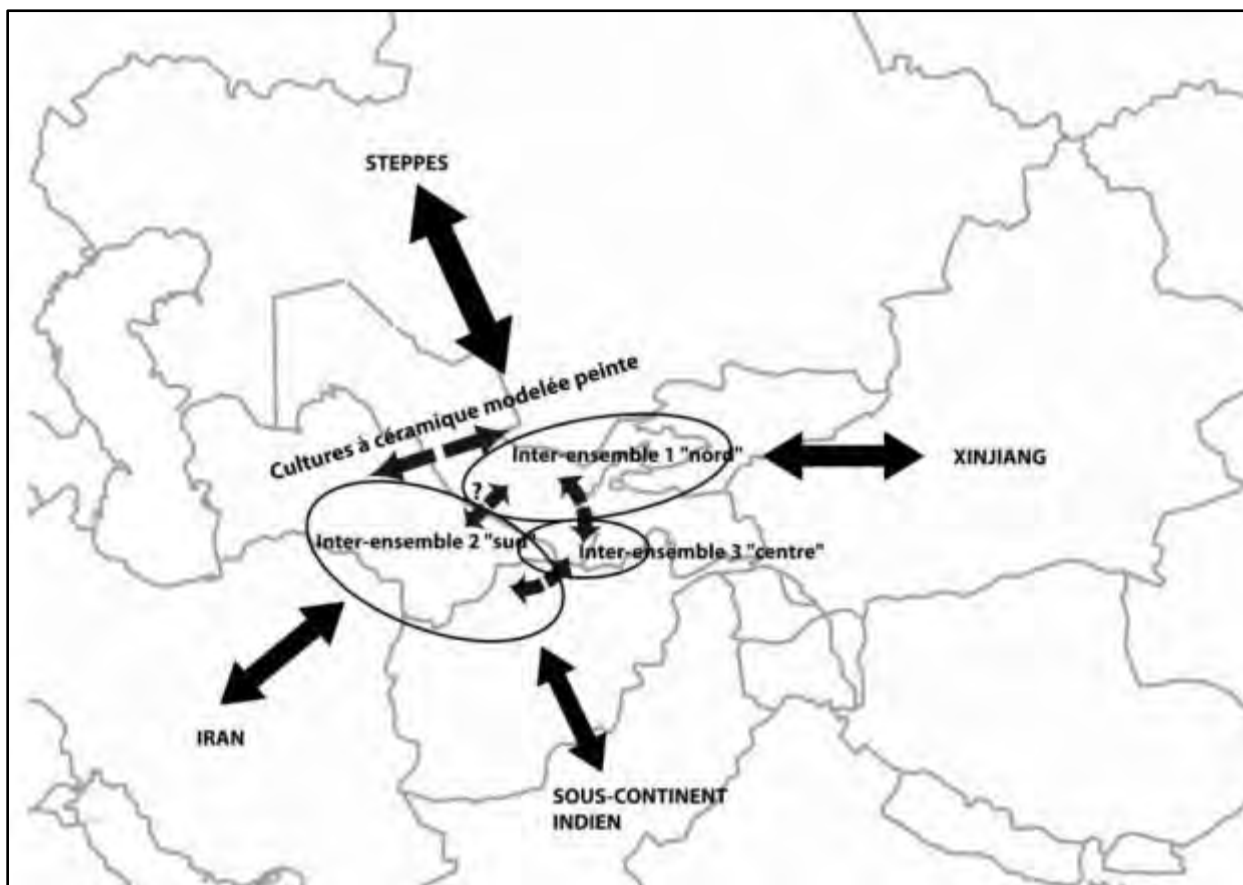 STEPPES
Cultures à céramique modelée peinte
Inter-ensemble 1 "nord"
XINJIANG
?
Inter-ensemble 2 "sud"
Inter-ensemble 3 "centre"
IRAN
SOUS-CONTINENT
INDIEN